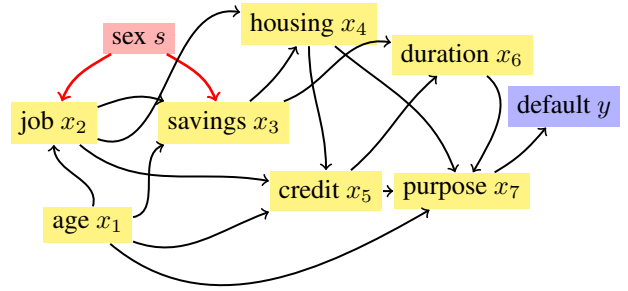 housing x₄
sex s
duration x₆
default y
job x₂
savings x₃
credit x₅
purpose x₇
age x₁